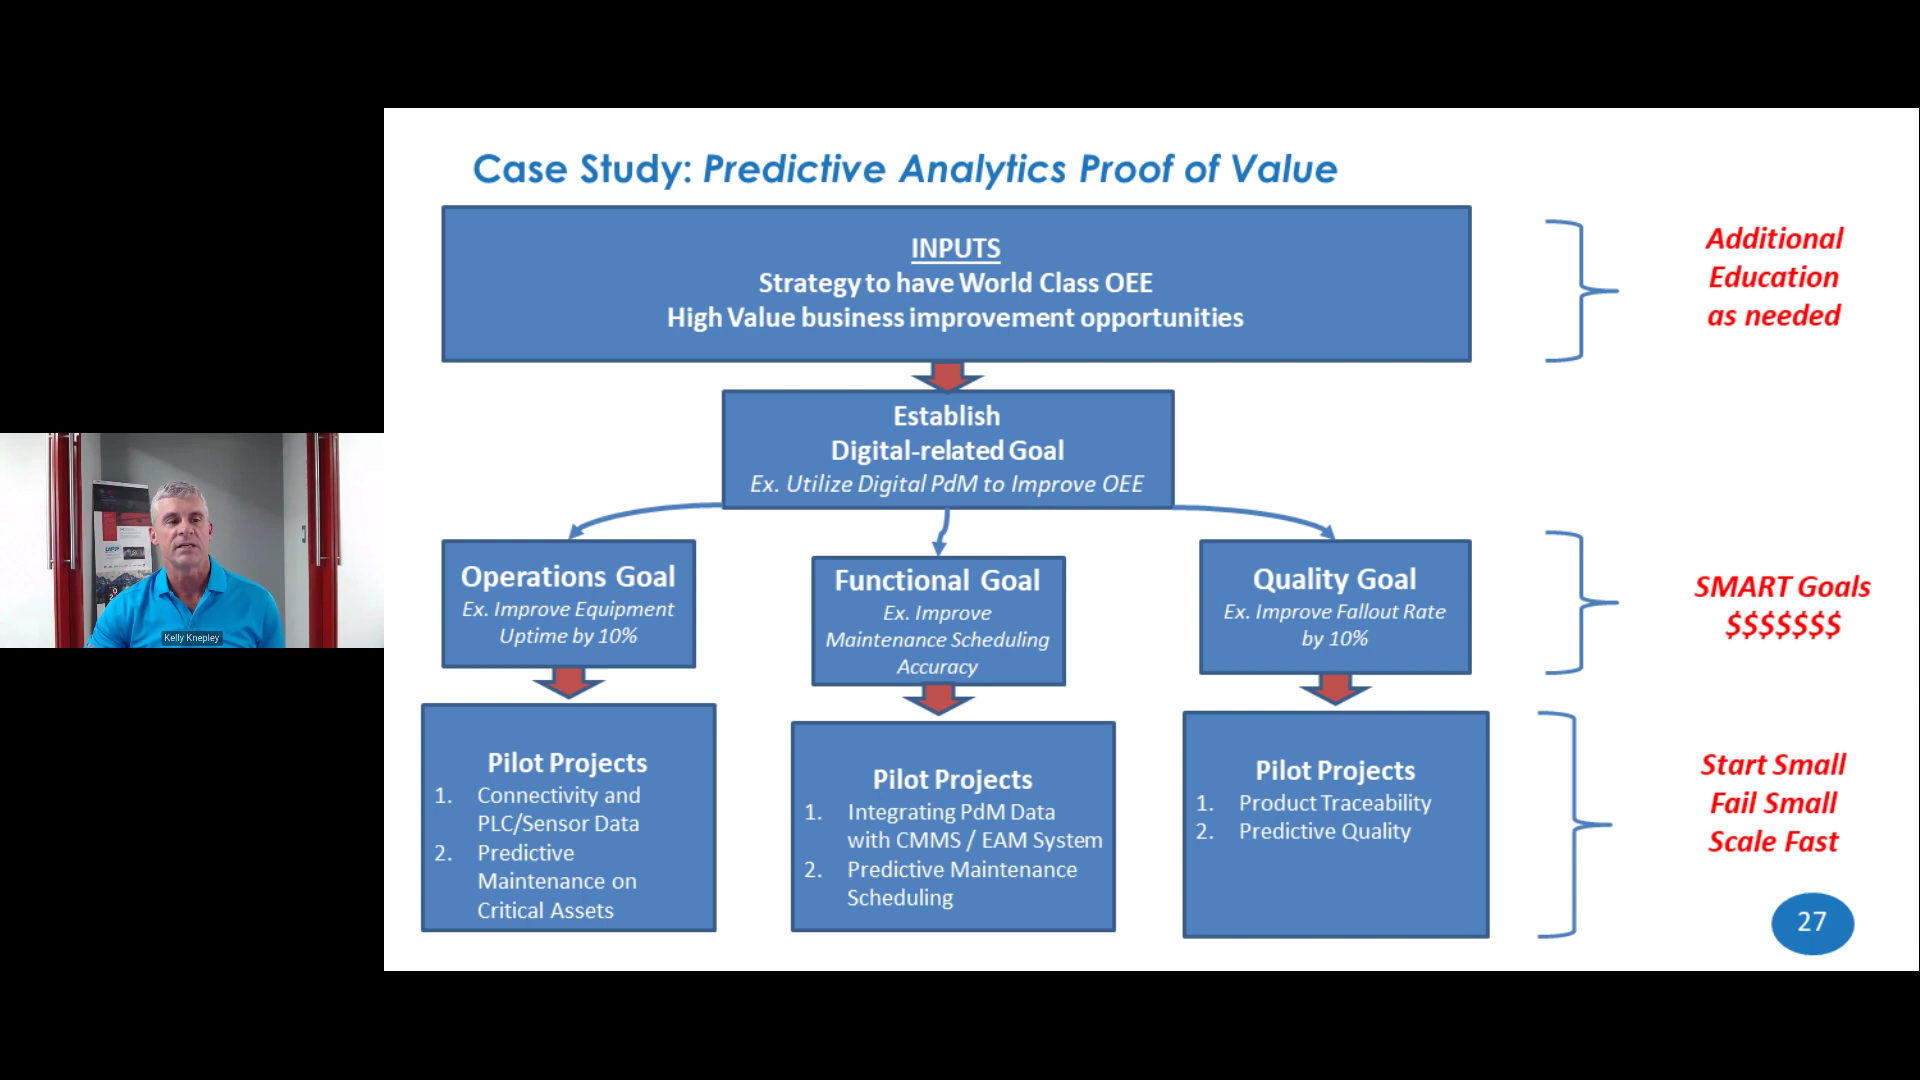 Case Study: Predictive Analytics Proof of Value
INPUTS
Strategy to have World Class OEE
High Value business improvement opportunities
Additional
Education
as needed
Establish
Digital-related Goal
Ex. Utilize Digital PdM to Improve OEE
Operations Goal
Ex. Improve Equipment
Uptime by 10%
Functional Goal
Ex. Improve
Maintenance Scheduling
Accuracy
Quality Goal
Ex. Improve Fallout Rate
by 10%
SMART Goals
$$$$$$$
Pilot Projects
1. Connectivity and
PLC/Sensor Data
2. Predictive
Maintenance on
Critical Assets
Pilot Projects
1. Integrating PdM Data
with CMMS / EAM System
2. Predictive Maintenance
Scheduling
Pilot Projects
1. Product Traceability
2. Predictive Quality
Start Small
Fail Small
Scale Fast
27
Kelly Knepley